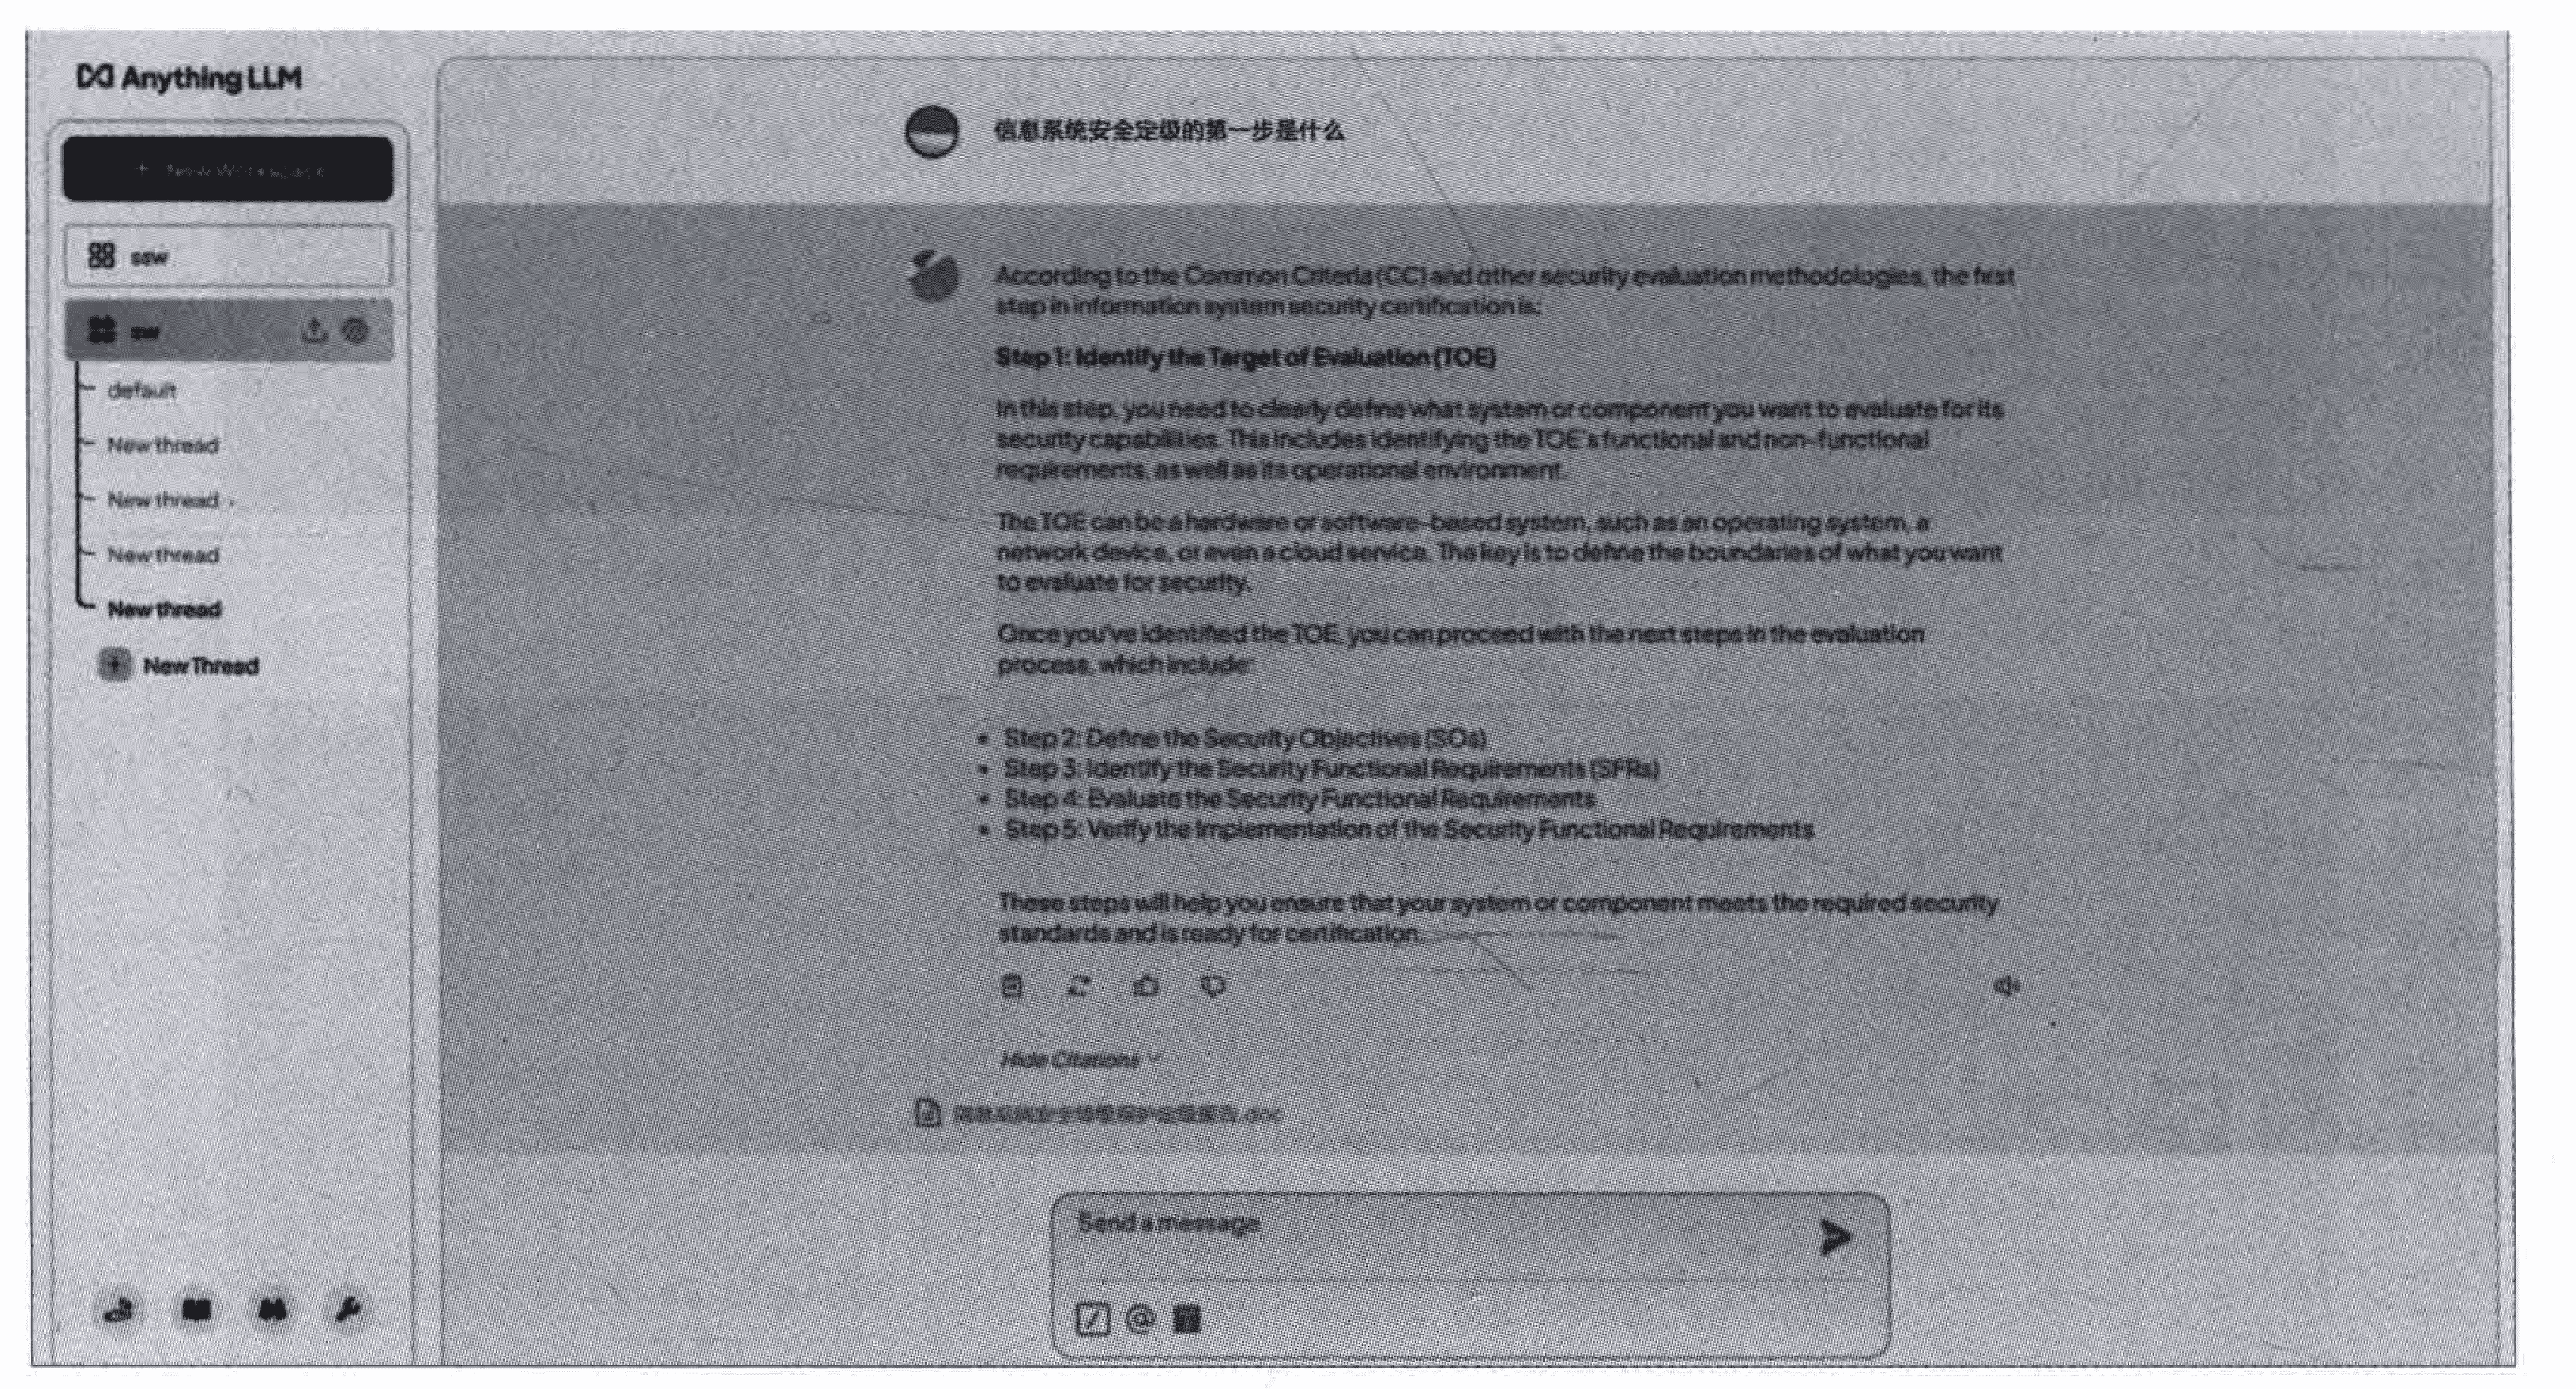 Anything LLM
+ New Workspace
ssw
sw
default
New thread
New thread
New thread
New thread
New Thread
信息系统安全定级的第一步是什么
According to the Common Criteria (CC) and other security evaluation methodologies, the first
step in information system security certification is:
Step 1: Identify the Target of Evaluation (TOE)
In this step, you need to clearly define what system or component you want to evaluate for its
security capabilities. This includes identifying the TOE's functional and non-functional
requirements, as well as its operational environment.
The TOE can be a hardware or software-based system, such as an operating system, a
network device, or even a cloud service. The key is to define the boundaries of what you want
to evaluate for security.
Once you've identified the TOE, you can proceed with the next steps in the evaluation
process, which include:
• Step 2: Define the Security Objectives (SOs)
• Step 3: Identify the Security Functional Requirements (SFRs)
• Step 4: Evaluate the Security Functional Requirements
• Step 5: Verify the Implementation of the Security Functional Requirements
These steps will help you ensure that your system or component meets the required security
standards and is ready for certification.
Hide Citations
.doc
Send a message